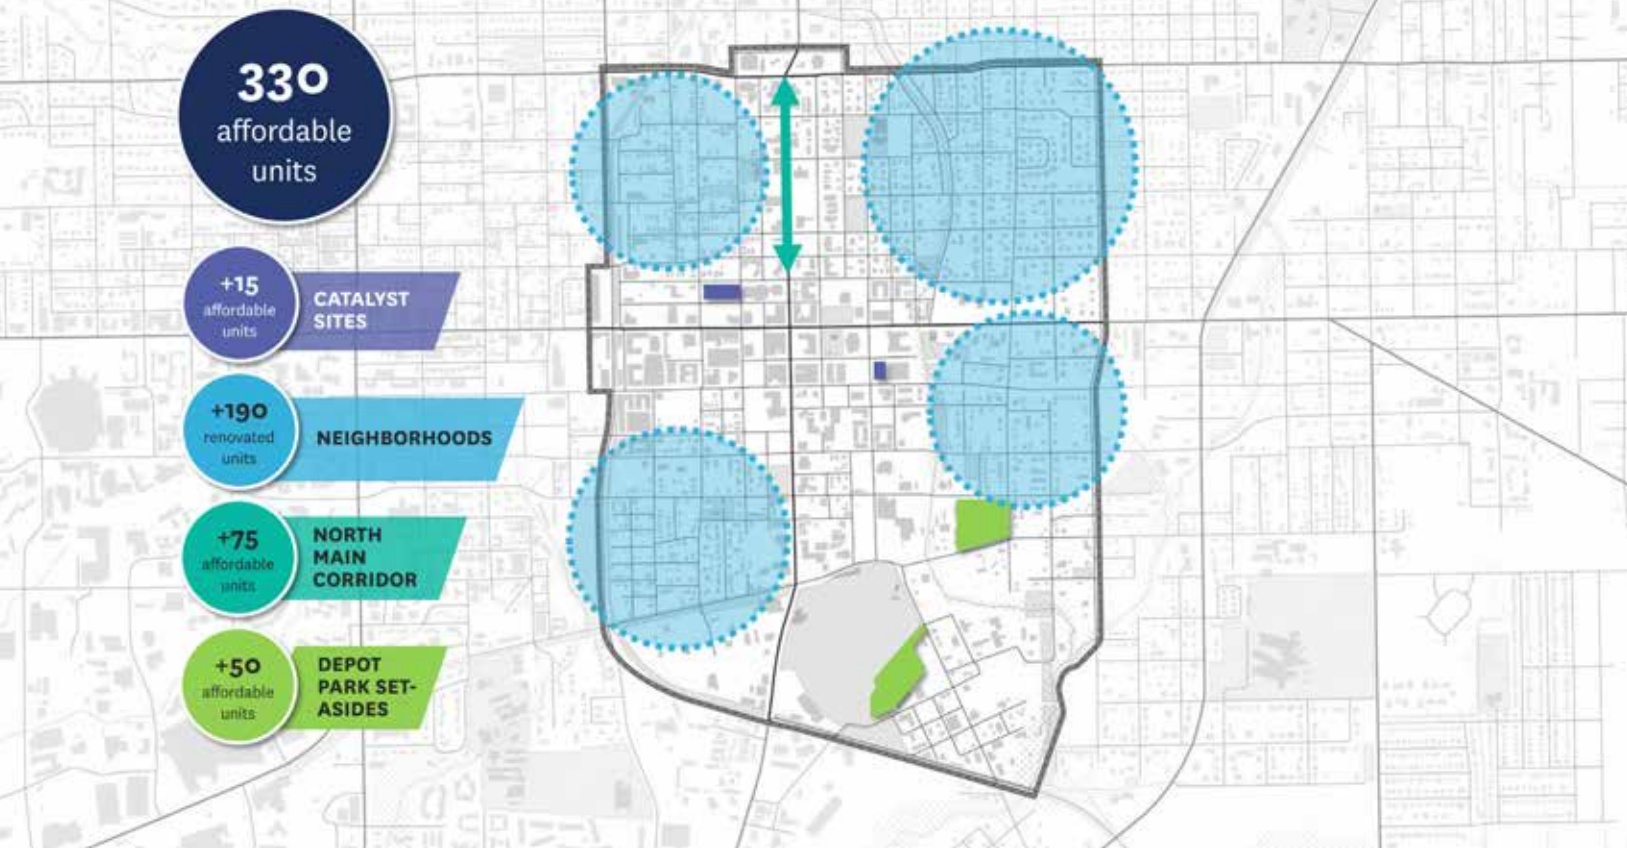 330
affordable
units
+15
affordable
units
CATALYST
SITES
+190
renovated
units
NEIGHBORHOODS
+75
affordable
units
NORTH
MAIN
CORRIDOR
+50
affordable
units
DEPOT
PARK SET-
ASIDES